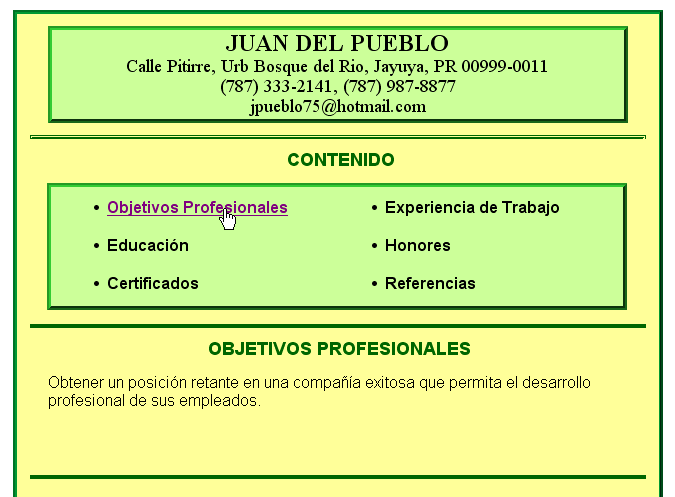 JUAN DEL PUEBLO
Calle Pitirre, Urb Bosque del Rio, Jayuya, PR 00999-0011
(787) 333-2141, (787) 987-8877
jpueblo75@hotmail.com
CONTENIDO
• Objetivos Profesionales
• Experiencia de Trabajo
• Educación
• Honores
• Certificados
• Referencias
OBJETIVOS PROFESIONALES
Obtener un posición retante en una compañía exitosa que permita el desarrollo
profesional de sus empleados.